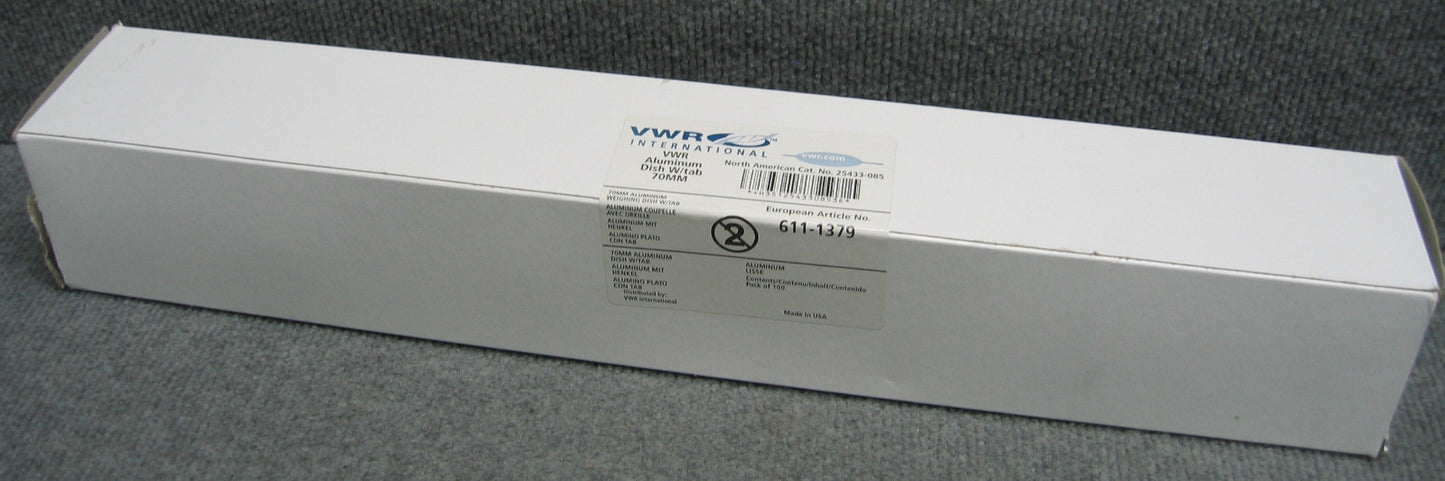 VWR
INTERNATIONAL
vwr.com
VWR
Aluminum
Dish W/tab
70MM
North American Cat. No. 25433-085
*+H351254330853E*
European Article No.
611-1379
2
70MM ALUMINUM
WEIGHING DISH W/TAB
ALUMINUM COUPELLE
AVEC OREILLE
ALUMINUM MIT
HENKEL
ALUMINO PLATO
CON TAB
70MM ALUMINUM
DISH W/TAB
ALUMINUM MIT
HENKEL
ALUMINO PLATO
CON TAB
Distributed by:
VWR International
ALUMINUM
LISSE
Contents/Contenu/Inhalt/Contenido
Pack of 100
Made In USA